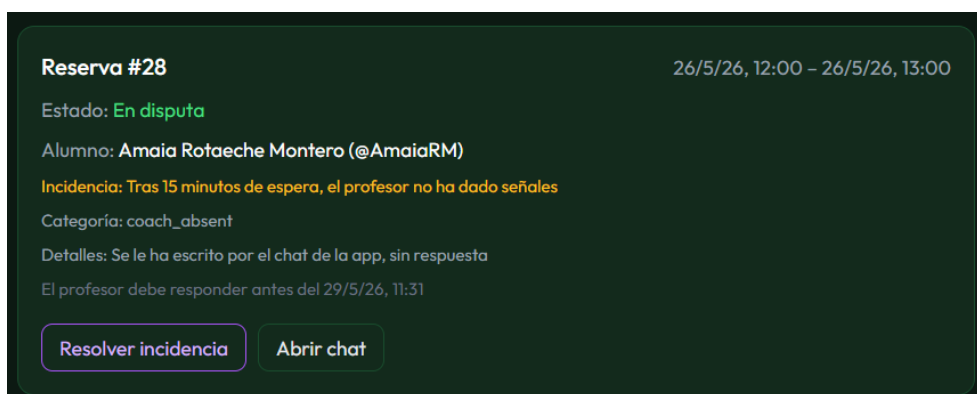 Reserva #28
26/5/26, 12:00 – 26/5/26, 13:00
Estado: En disputa
Alumno: Amaia Rotaeche Montero (@AmaiaRM)
Incidencia: Tras 15 minutos de espera, el profesor no ha dado señales
Categoría: coach_absent
Detalles: Se le ha escrito por el chat de la app, sin respuesta
El profesor debe responder antes del 29/5/26, 11:31
Resolver incidencia
Abrir chat